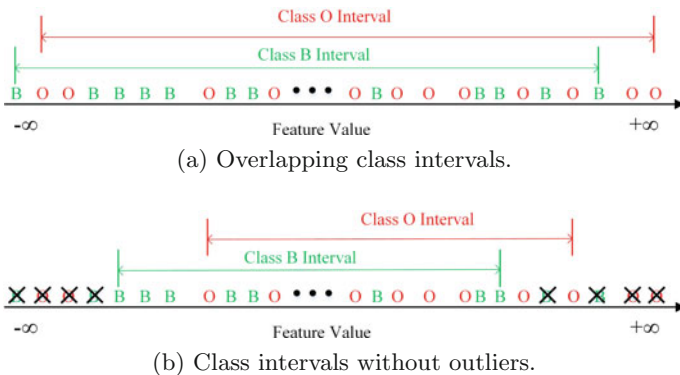 Class O Interval
Class B Interval
B O O B B B B O B B O • • • O B O O O B B O B O B O O
-∞ Feature Value +∞
(a) Overlapping class intervals.
Class O Interval
Class B Interval
B O O B B B B O B B O • • • O B O O O B B O B O B O O
-∞ Feature Value +∞
(b) Class intervals without outliers.